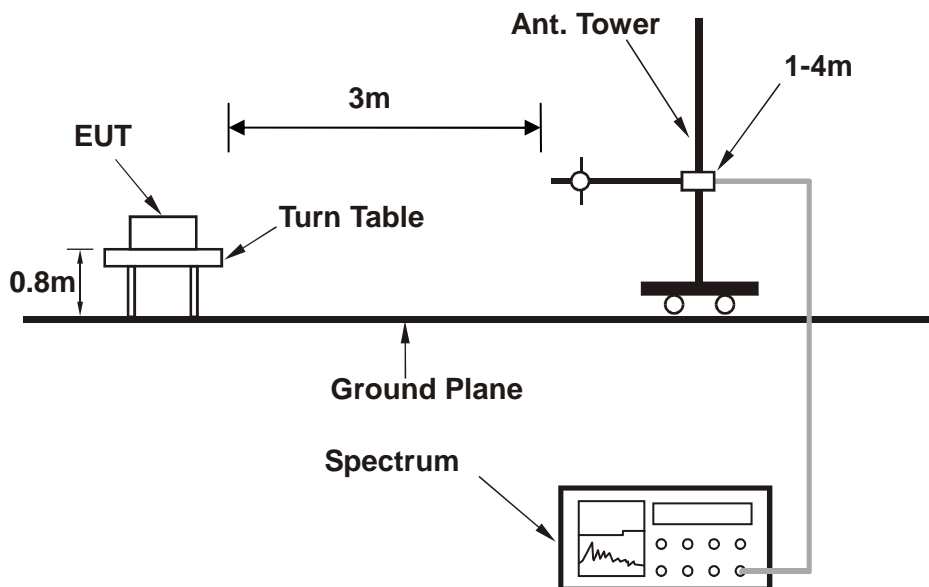 Ant. Tower
1-4m
3m
EUT
Turn Table
0.8m
Ground Plane
Spectrum